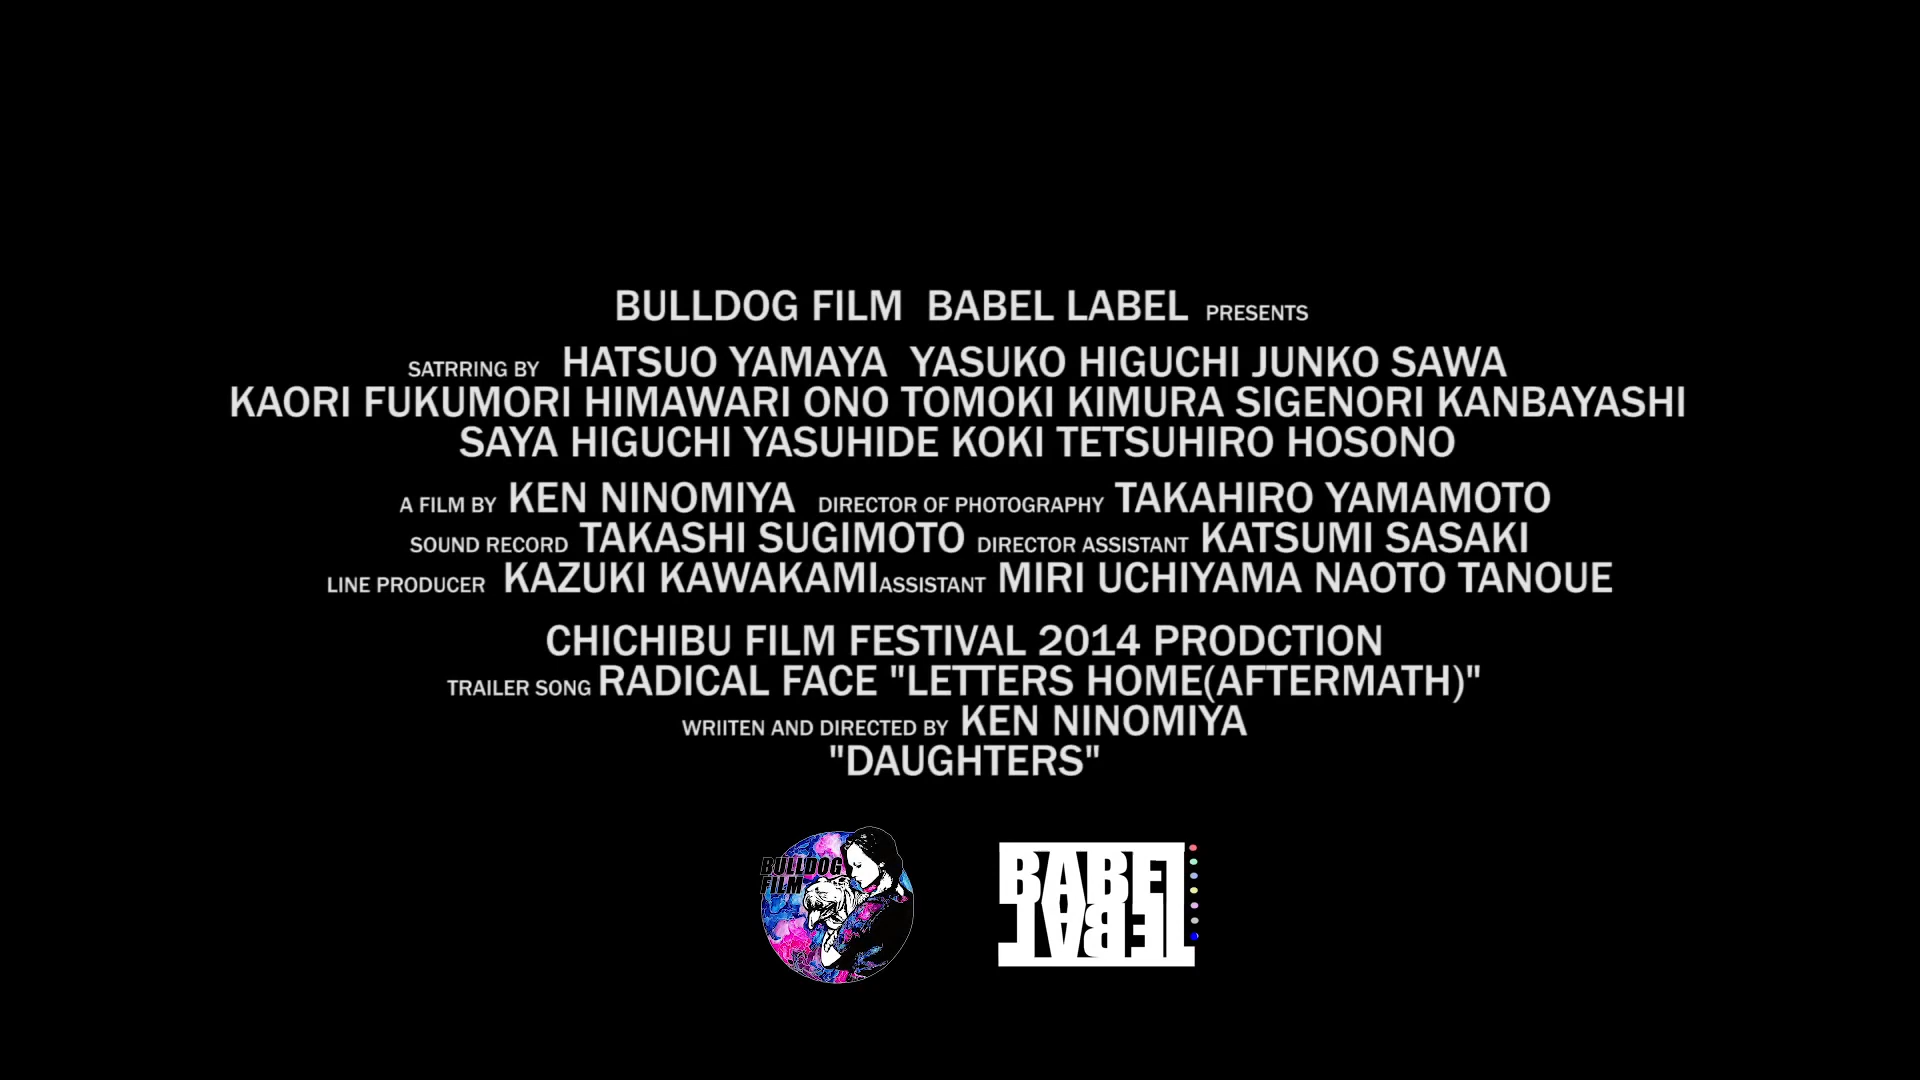 BULLDOG FILM BABEL LABEL PRESENTS
SATRRING BY HATSUO YAMAYA YASUKO HIGUCHI JUNKO SAWA
KAORI FUKUMORI HIMAWARI ONO TOMOKI KIMURA SIGENORI KANBAYASHI
SAYA HIGUCHI YASUHIDE KOKI TETSUHIRO HOSONO
A FILM BY KEN NINOMIYA DIRECTOR OF PHOTOGRAPHY TAKAHIRO YAMAMOTO
SOUND RECORD TAKASHI SUGIMOTO DIRECTOR ASSISTANT KATSUMI SASAKI
LINE PRODUCER KAZUKI KAWAKAMIASSISTANT MIRI UCHIYAMA NAOTO TANOUE
CHICHIBU FILM FESTIVAL 2014 PRODCTION
TRAILER SONG RADICAL FACE "LETTERS HOME(AFTERMATH)"
WRIITEN AND DIRECTED BY KEN NINOMIYA
"DAUGHTERS"
BULLDOG
FILM
BABEL
LABEL